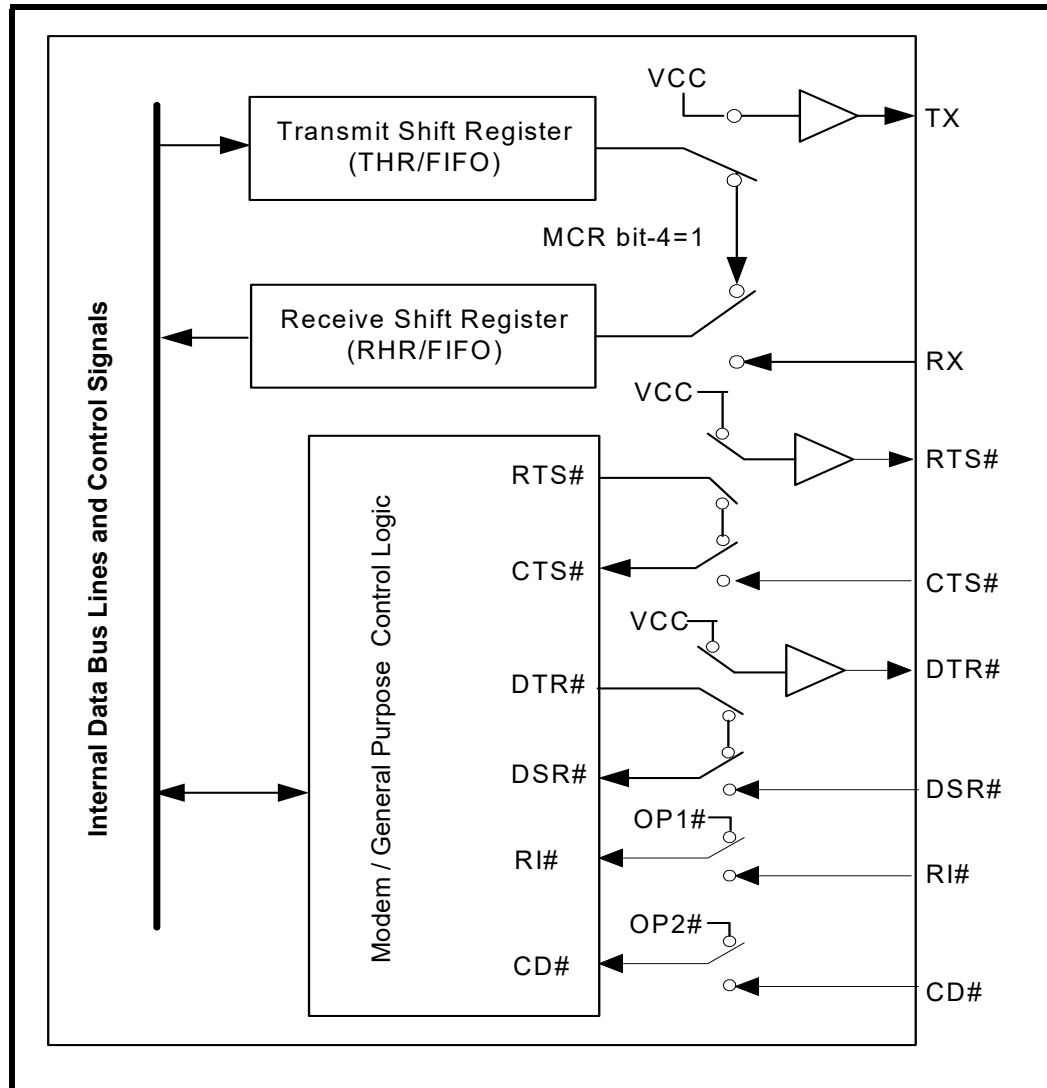 VCC
TX
Transmit Shift Register
(THR/FIFO)
MCR bit-4=1
Receive Shift Register
(RHR/FIFO)
RX
VCC
RTS#
RTS#
CTS#
CTS#
VCC
DTR#
DTR#
DSR#
DSR#
OP1#
RI#
RI#
OP2#
CD#
CD#
Internal Data Bus Lines and Control Signals
Modem / General Purpose Control Logic